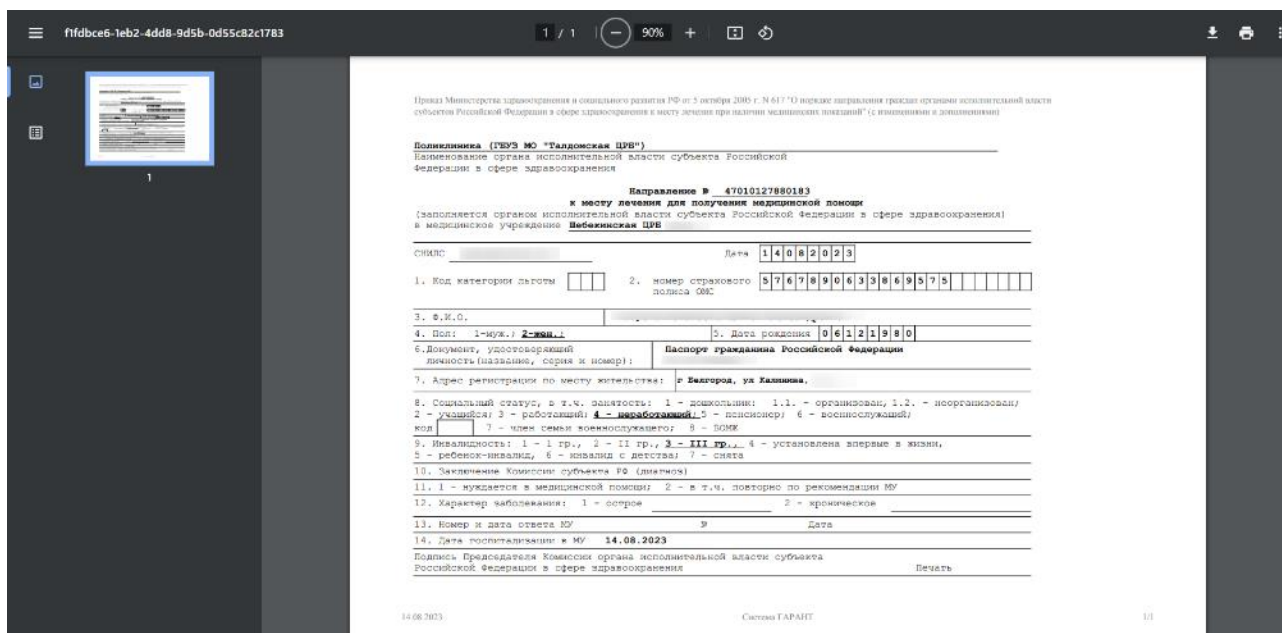 f1fdbce6-1eb2-4dd8-9d5b-0d55c82c1783
1 / 1
90%
1
Приказ Министерства здравоохранения и социального развития РФ от 5 октября 2005 г. N 617 "О порядке направления граждан органами исполнительной власти
субъектов Российской Федерации в сфере здравоохранения к месту лечения при наличии медицинских показаний" (с изменениями и дополнениями)
Поликлиника (ГБУЗ МО "Талдомская ЦРБ")
Наименование органа исполнительной власти субъекта Российской
Федерации в сфере здравоохранения
Направление № 47010127880183
к месту лечения для получения медицинской помощи
(заполняется органом исполнительной власти субъекта Российской Федерации в сфере здравоохранения)
в медицинское учреждение Шебекинская ЦРБ
СНИЛС Дата 14082023
1. Код категории льготы 2. номер страхового 5767890633869575
полиса ОМС
3. Ф.И.О.
4. Пол: 1-муж.; 2-жен.; 5. Дата рождения 06121980
6.Документ, удостоверяющий Паспорт гражданина Российской Федерации
личность(название, серия и номер):
7. Адрес регистрации по месту жительства: г Белгород, ул Калинина,
8. Социальный статус, в т.ч. занятость: 1 - дошкольник: 1.1. - организован, 1.2. - неорганизован;
2 - учащийся; 3 - работающий; 4 - неработающий; 5 - пенсионер; 6 - военнослужащий;
код 7 - член семьи военнослужащего; 8 - БОМЖ
9. Инвалидность: 1 - I гр., 2 - II гр., 3 - III гр., 4 - установлена впервые в жизни,
5 - ребенок-инвалид, 6 - инвалид с детства; 7 - снята
10. Заключение Комиссии субъекта РФ (диагноз)
11. 1 - нуждается в медицинской помощи; 2 - в т.ч. повторно по рекомендации МУ
12. Характер заболевания: 1 - острое 2 - хроническое
13. Номер и дата ответа МУ № Дата
14. Дата госпитализации в МУ 14.08.2023
Подпись Председателя Комиссии органа исполнительной власти субъекта
Российской Федерации в сфере здравоохранения Печать
14.08.2023 Система ГАРАНТ 1/1